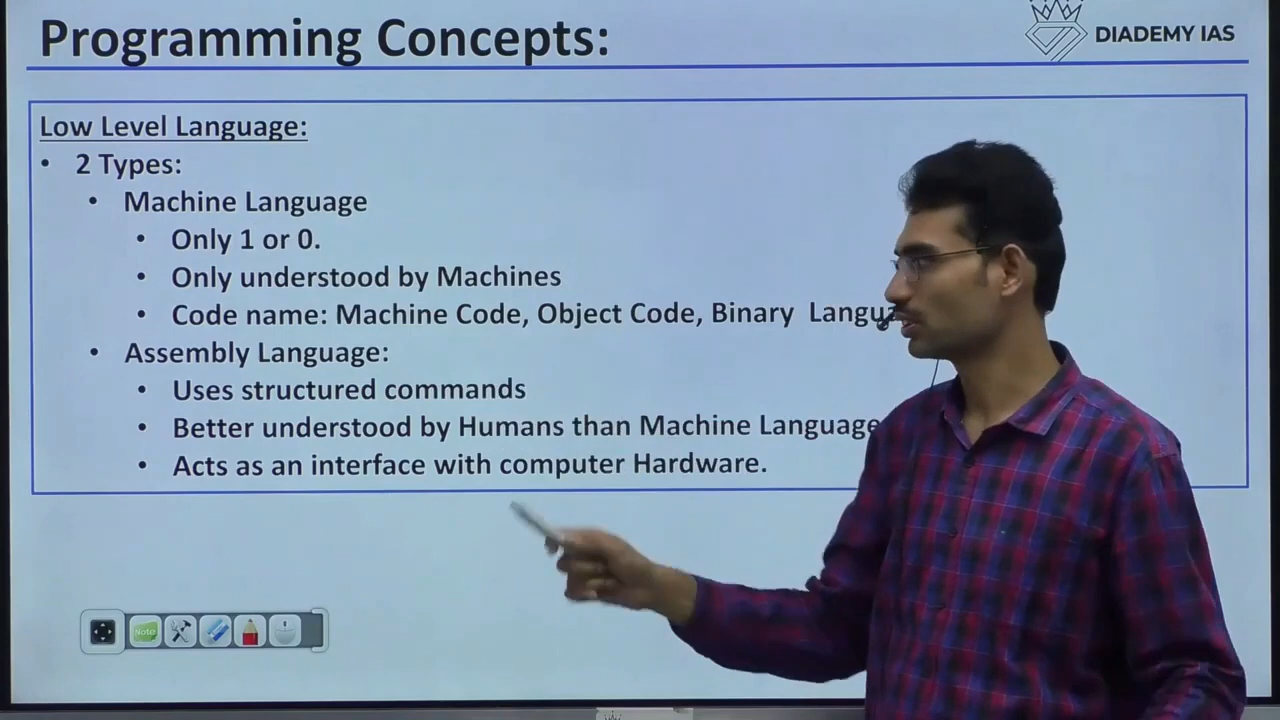 Programming Concepts:
DIADEMY IAS
Low Level Language:
• 2 Types:
• Machine Language
• Only 1 or 0.
• Only understood by Machines
• Code name: Machine Code, Object Code, Binary
• Assembly Language:
• Uses structured commands
• Better understood by Humans than Machine Language
• Acts as an interface with computer Hardware.
Note